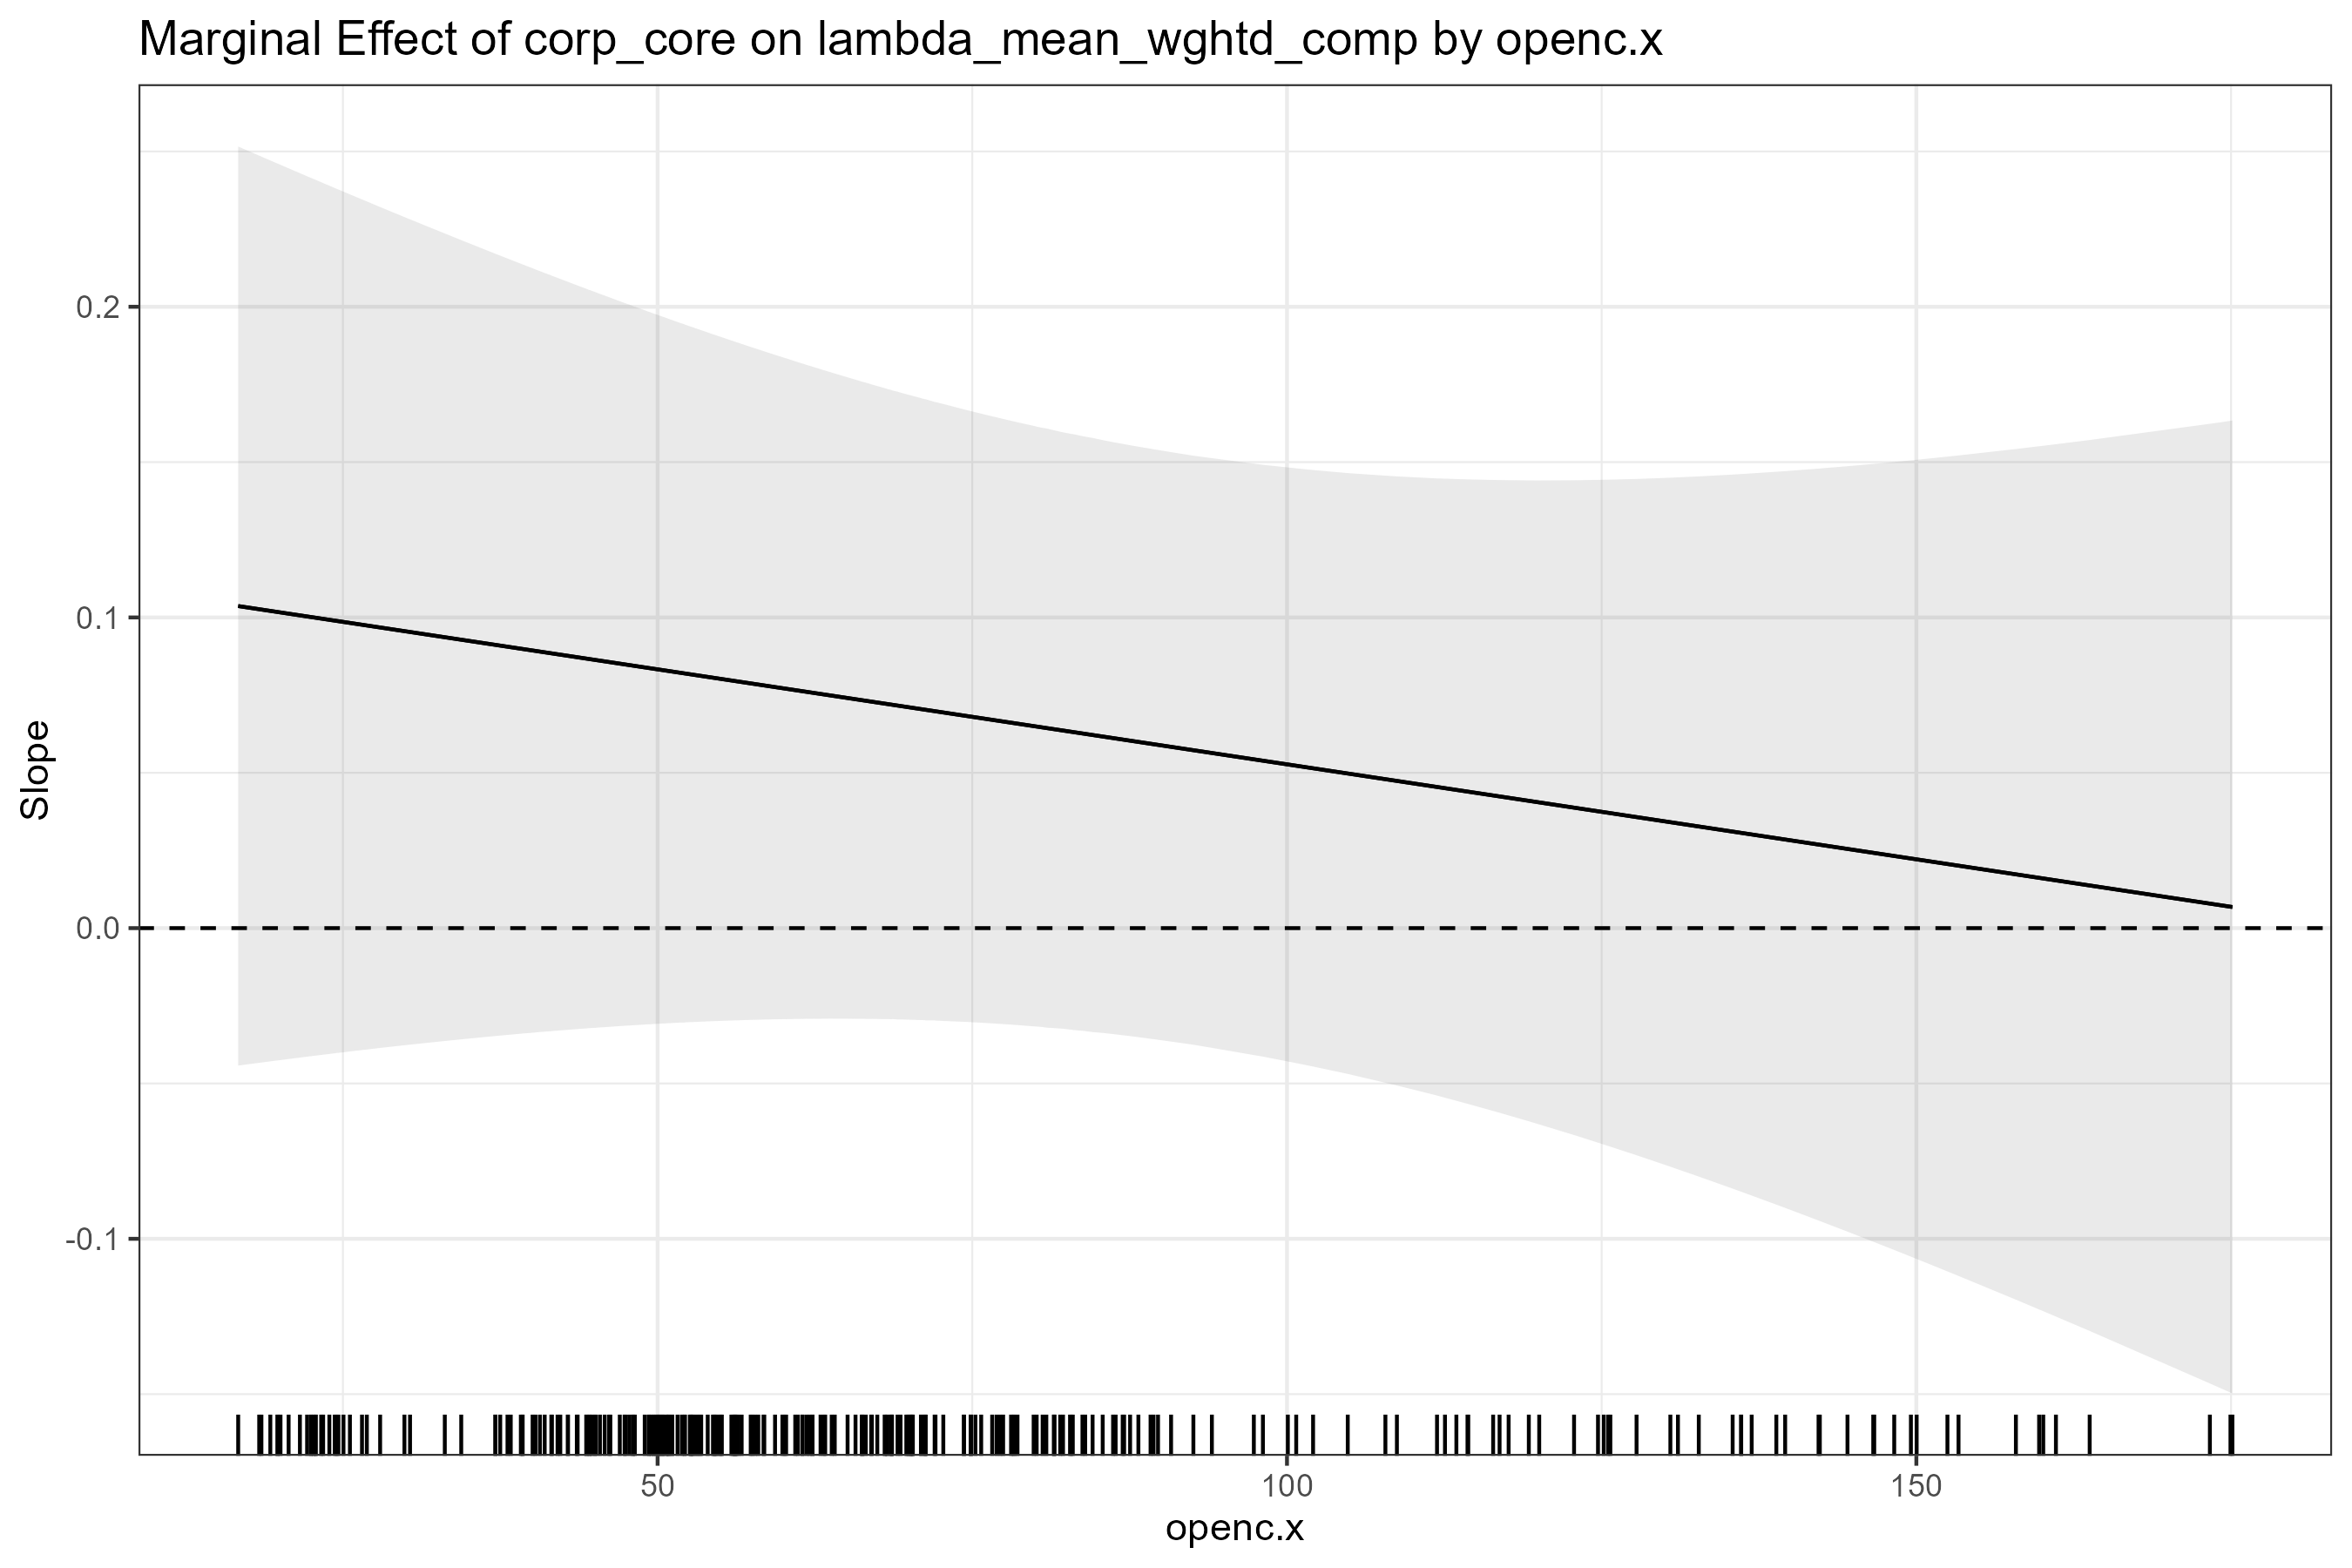 Marginal Effect of corp_core on lambda_mean_wghtd_comp by openc.x
0.2
0.1
0.0
-0.1
Slope
50
100
150
openc.x